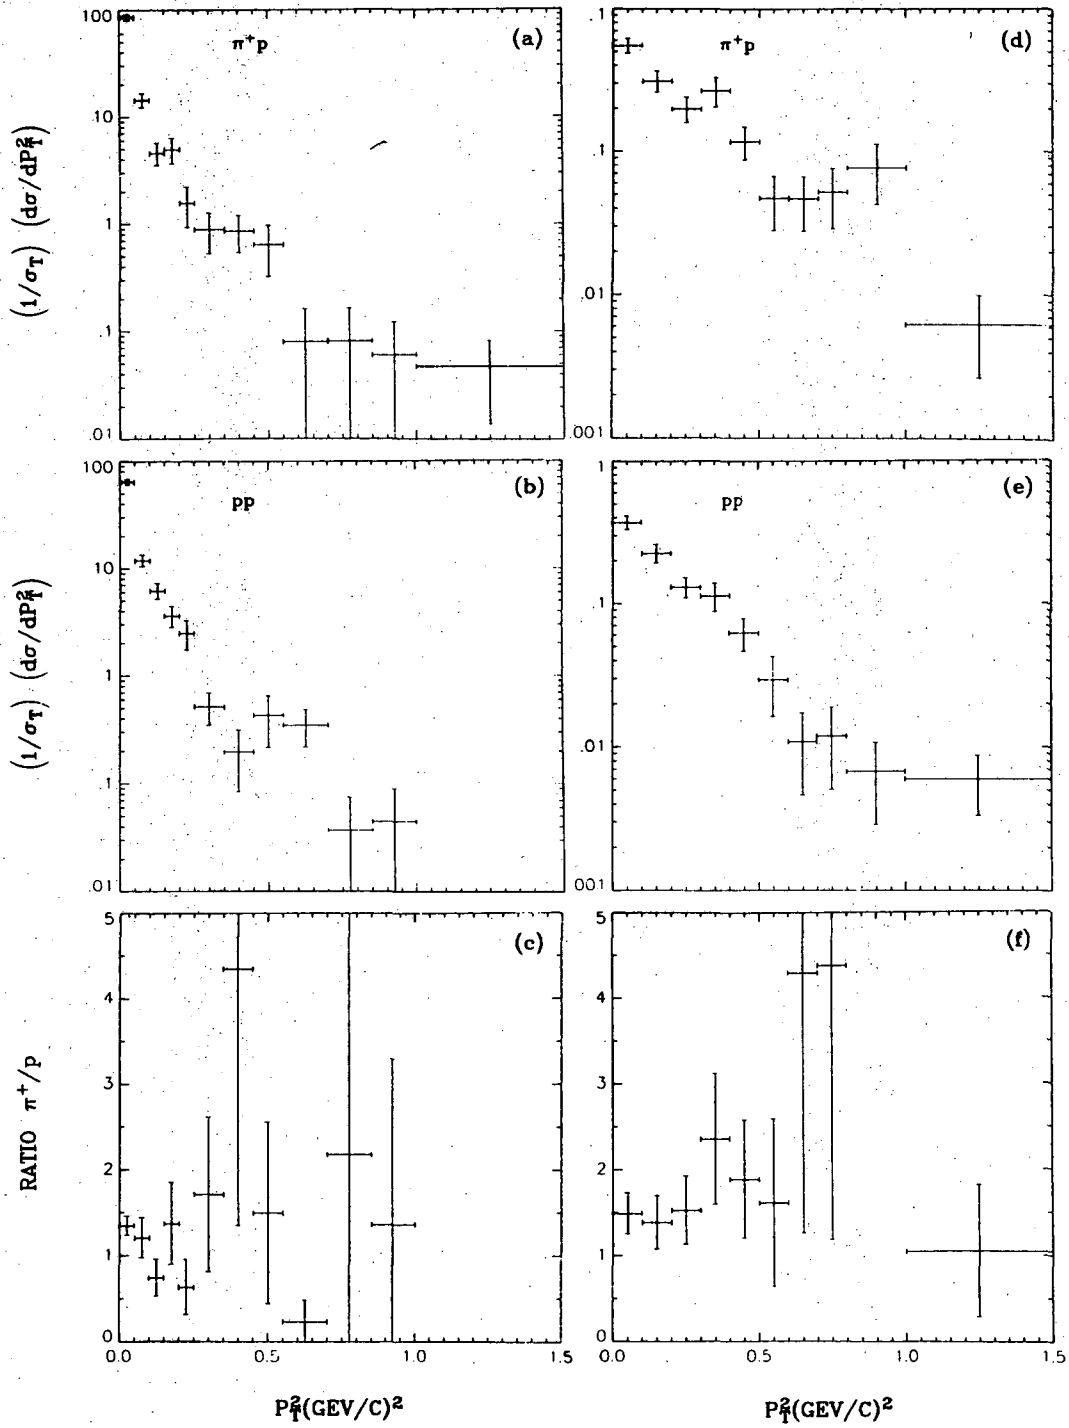 (a)
π⁺p
100
10
1
.1
.01
(1/σ_T) (dσ/dP_T²)
(d)
π⁺p
.1
.1
.01
.001
(b)
pp
100
10
1
.1
.01
(1/σ_T) (dσ/dP_T²)
(e)
pp
1
.1
.01
.001
(c)
5
4
3
2
1
0
RATIO π⁺/p
0.0
0.5
1.0
1.5
P_T²(GEV/C)²
(f)
5
4
3
2
1
0
0.0
0.5
1.0
1.5
P_T²(GEV/C)²